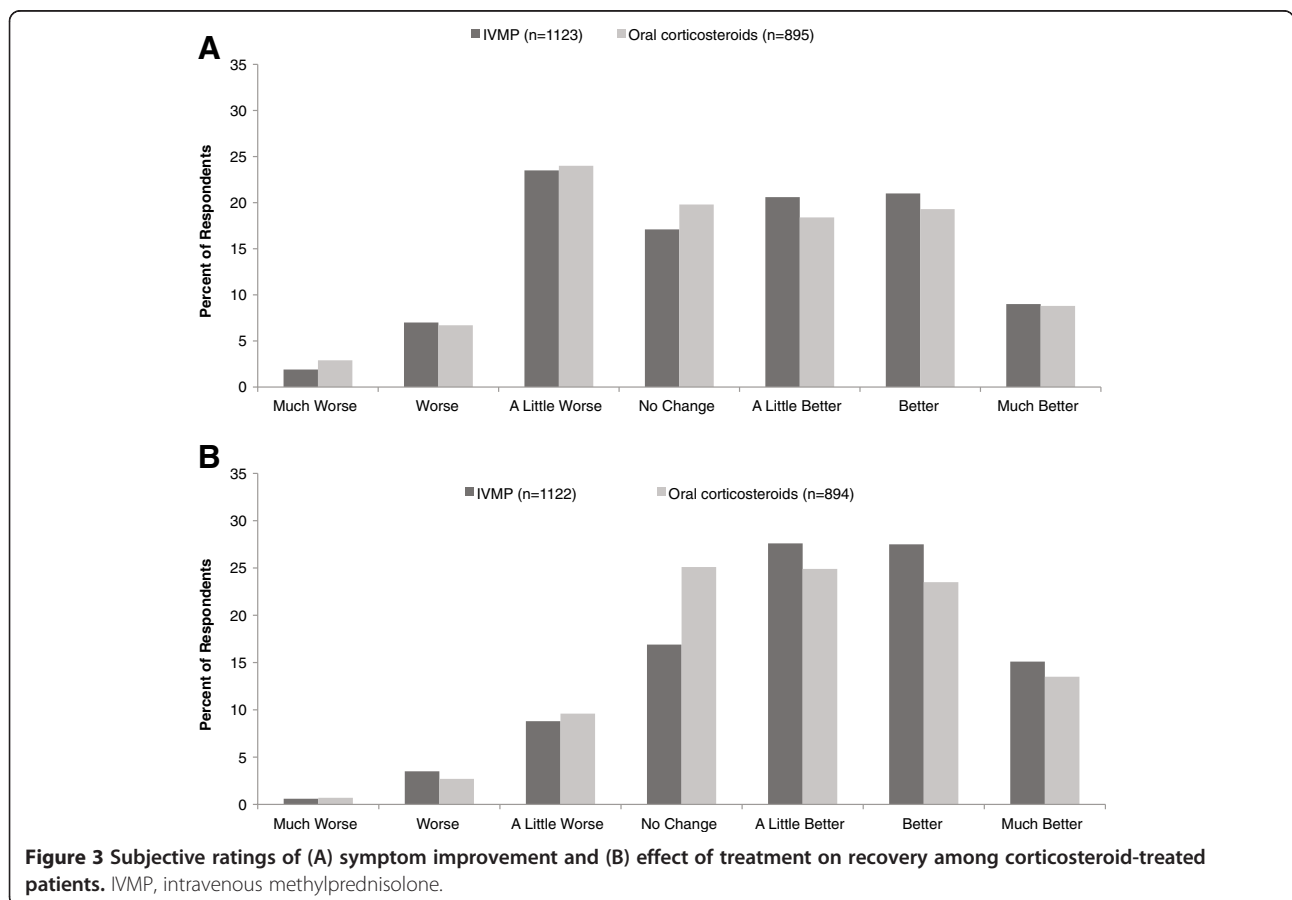 A
IVMP (n=1123) Oral corticosteroids (n=895)
Percent of Respondents
35
30
25
20
15
10
5
0
Much Worse Worse A Little Worse No Change A Little Better Better Much Better
B
IVMP (n=1122) Oral corticosteroids (n=894)
Percent of Respondents
35
30
25
20
15
10
5
0
Much Worse Worse A Little Worse No Change A Little Better Better Much Better
Figure 3 Subjective ratings of (A) symptom improvement and (B) effect of treatment on recovery among corticosteroid-treated
patients. IVMP, intravenous methylprednisolone.